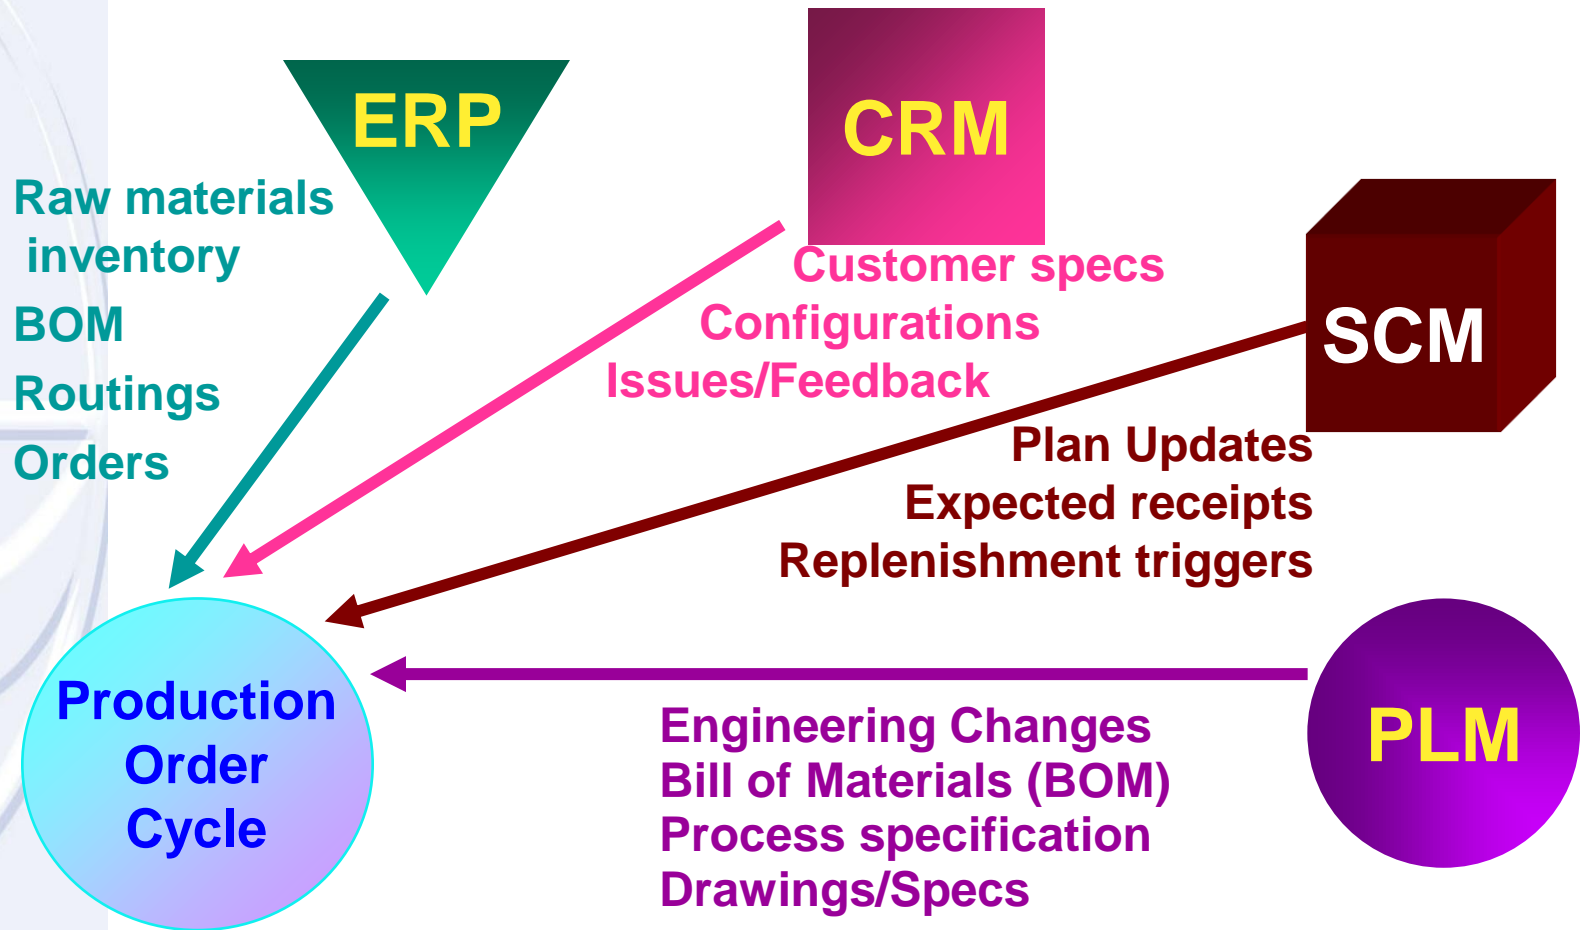 ERP
CRM
Raw materials
inventory
BOM
Routings
Orders
Customer specs
Configurations
Issues/Feedback
SCM
Plan Updates
Expected receipts
Replenishment triggers
Production
Order
Cycle
Engineering Changes
Bill of Materials (BOM)
Process specification
Drawings/Specs
PLM